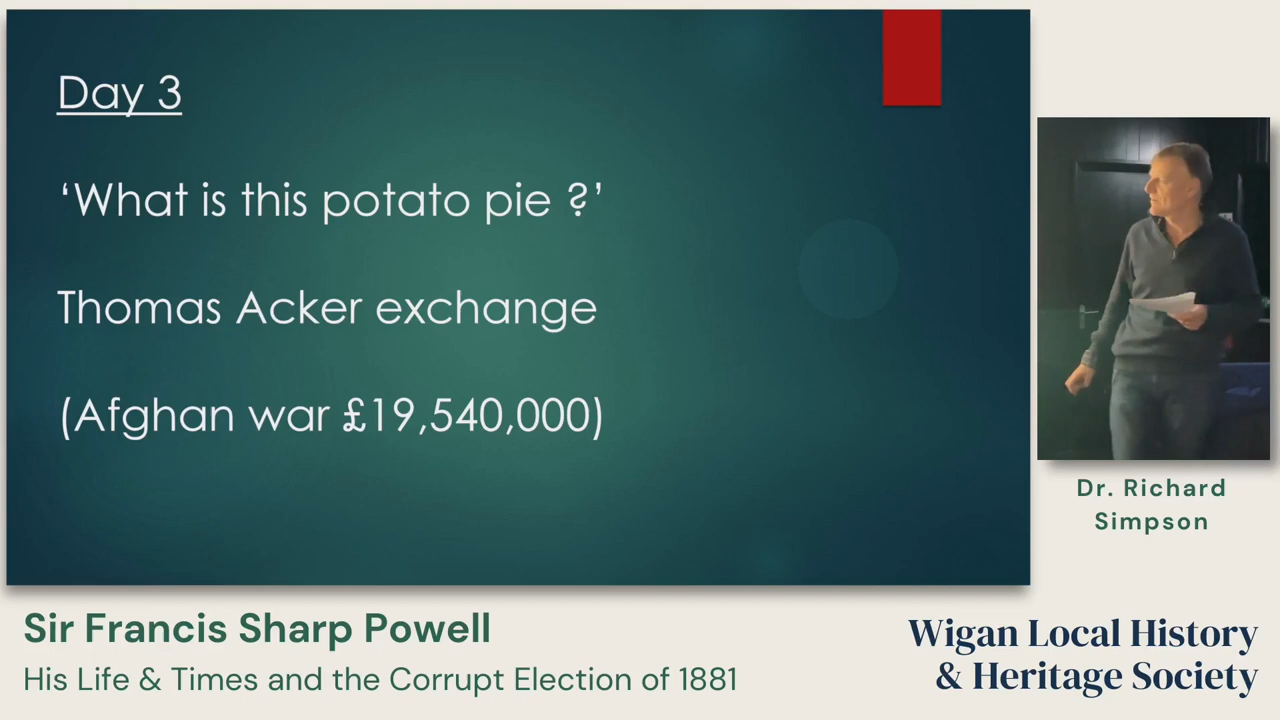 Day 3
‘What is this potato pie ?’
Thomas Acker exchange
(Afghan war £19,540,000)
Dr. Richard
Simpson
Sir Francis Sharp Powell
His Life & Times and the Corrupt Election of 1881
Wigan Local History
& Heritage Society